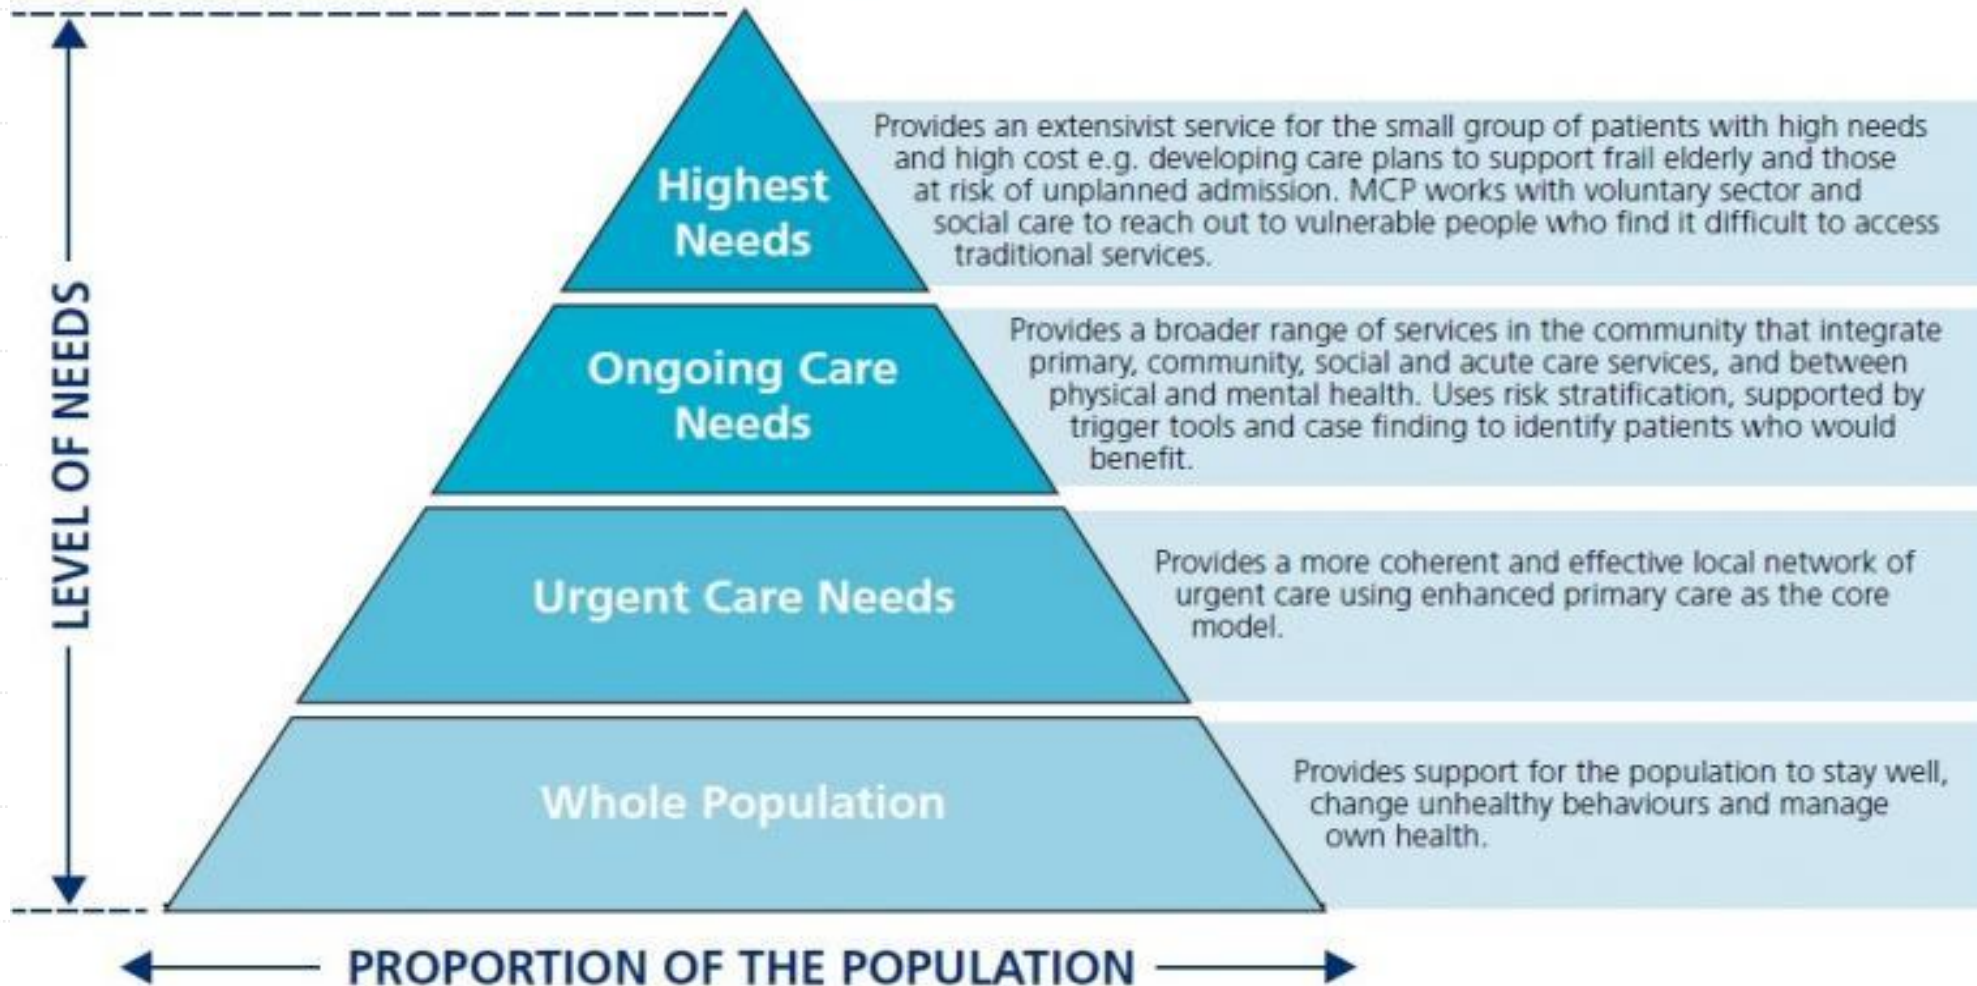 LEVEL OF NEEDS
Highest
Needs
Provides an extensivist service for the small group of patients with high needs
and high cost e.g. developing care plans to support frail elderly and those
at risk of unplanned admission. MCP works with voluntary sector and
social care to reach out to vulnerable people who find it difficult to access
traditional services.
Ongoing Care
Needs
Provides a broader range of services in the community that integrate
primary, community, social and acute care services, and between
physical and mental health. Uses risk stratification, supported by
trigger tools and case finding to identify patients who would
benefit.
Urgent Care Needs
Provides a more coherent and effective local network of
urgent care using enhanced primary care as the core
model.
Whole Population
Provides support for the population to stay well,
change unhealthy behaviours and manage
own health.
PROPORTION OF THE POPULATION